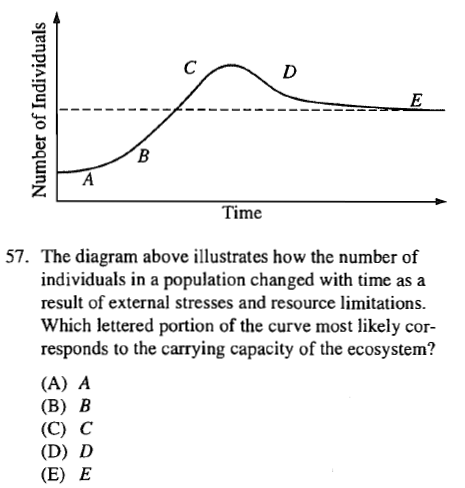 Number of Individuals
C
D
E
B
A
Time
57. The diagram above illustrates how the number of
individuals in a population changed with time as a
result of external stresses and resource limitations.
Which lettered portion of the curve most likely cor-
responds to the carrying capacity of the ecosystem?
(A) A
(B) B
(C) C
(D) D
(E) E